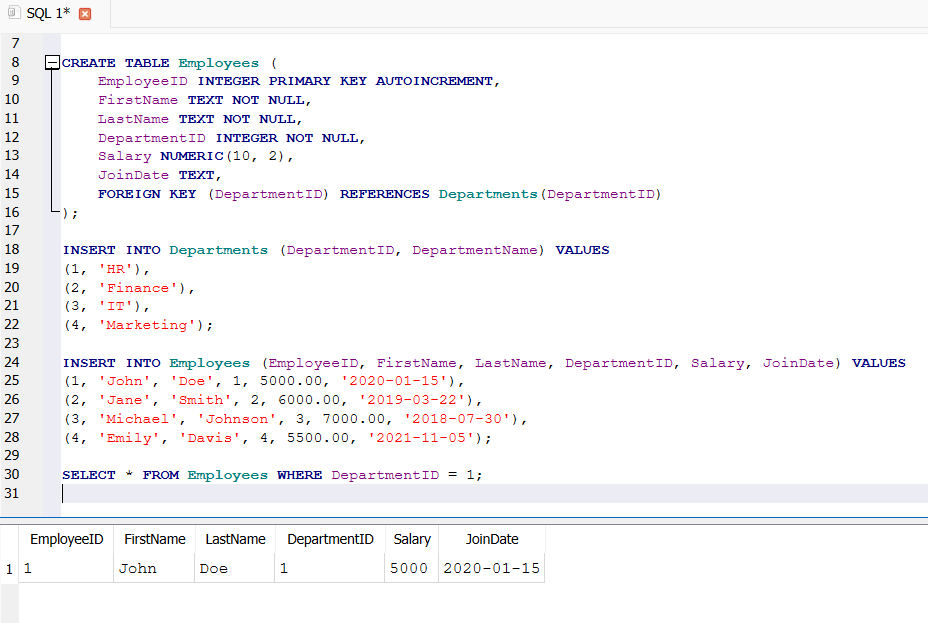 SQL 1*
7
8 CREATE TABLE Employees (
9 EmployeeID INTEGER PRIMARY KEY AUTOINCREMENT,
10 FirstName TEXT NOT NULL,
11 LastName TEXT NOT NULL,
12 DepartmentID INTEGER NOT NULL,
13 Salary NUMERIC(10, 2),
14 JoinDate TEXT,
15 FOREIGN KEY (DepartmentID) REFERENCES Departments(DepartmentID)
16 );
17
18 INSERT INTO Departments (DepartmentID, DepartmentName) VALUES
19 (1, 'HR'),
20 (2, 'Finance'),
21 (3, 'IT'),
22 (4, 'Marketing');
23
24 INSERT INTO Employees (EmployeeID, FirstName, LastName, DepartmentID, Salary, JoinDate) VALUES
25 (1, 'John', 'Doe', 1, 5000.00, '2020-01-15'),
26 (2, 'Jane', 'Smith', 2, 6000.00, '2019-03-22'),
27 (3, 'Michael', 'Johnson', 3, 7000.00, '2018-07-30'),
28 (4, 'Emily', 'Davis', 4, 5500.00, '2021-11-05');
29
30 SELECT * FROM Employees WHERE DepartmentID = 1;
31
EmployeeID FirstName LastName DepartmentID Salary JoinDate
1 1 John Doe 1 5000 2020-01-15